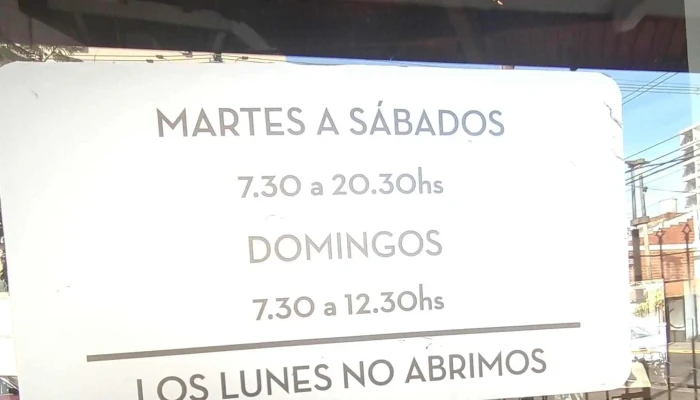 MARTES A SÁBADOS
7.30 a 20.30hs
DOMINGOS
7.30 a 12.30hs
LOS LUNES NO ABRIMOS